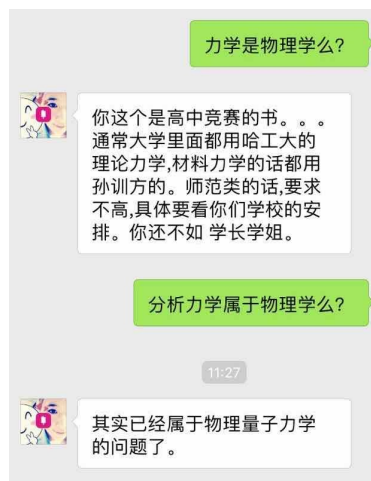 力学是物理学么？
你这个是高中竞赛的书。。。
通常大学里面都用哈工大的
理论力学,材料力学的话都用
孙训方的。师范类的话,要求
不高,具体要看你们学校的安
排。你还不如 学长学姐。
分析力学属于物理学么？
11:27
其实已经属于物理量子力学
的问题了。